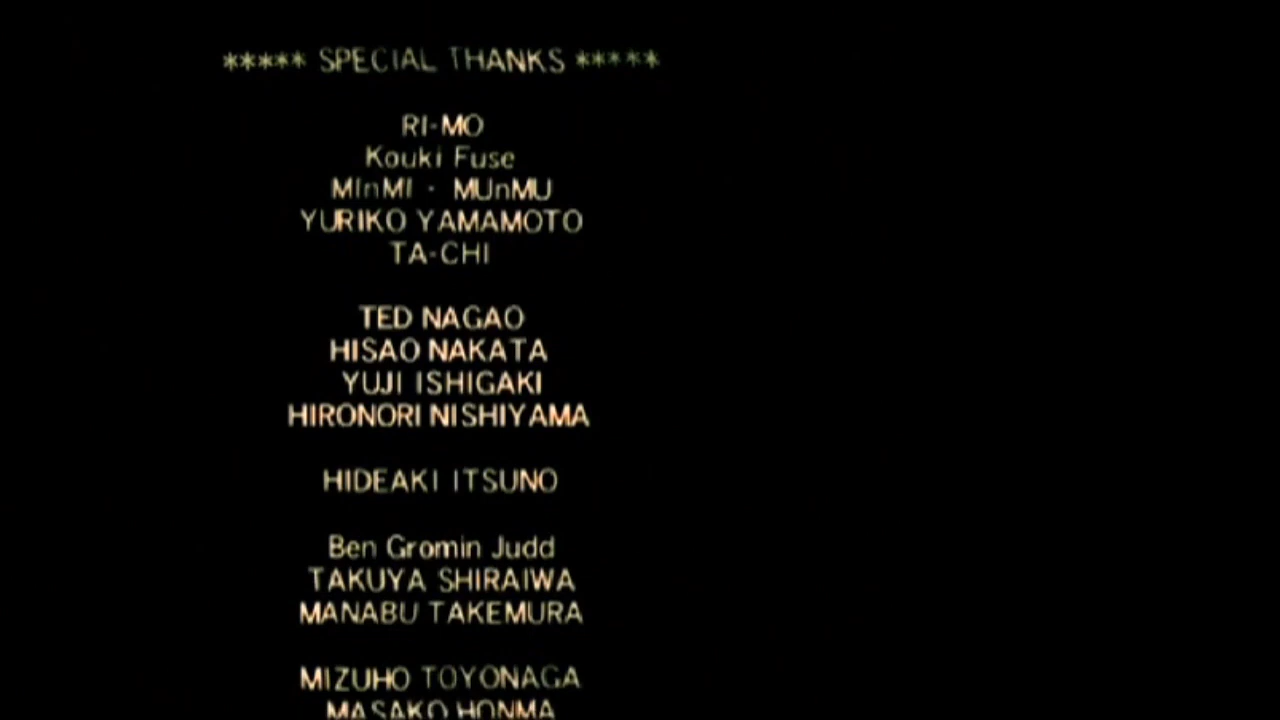 ***** SPECIAL THANKS *****
RI-MO
Kouki Fuse
MInMI · MUnMU
YURIKO YAMAMOTO
TA-CHI
TED NAGAO
HISAO NAKATA
YUJI ISHIGAKI
HIRONORI NISHIYAMA
HIDEAKI ITSUNO
Ben Gromin Judd
TAKUYA SHIRAIWA
MANABU TAKEMURA
MIZUHO TOYONAGA
MASAKO HONMA